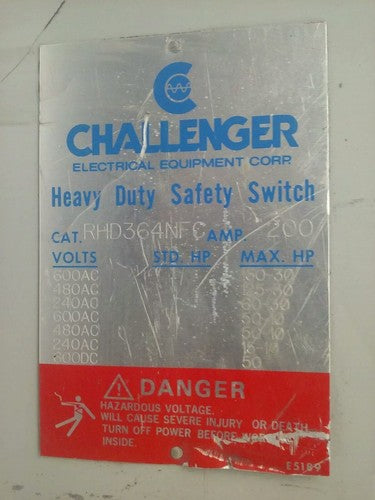 CHALLENGER
ELECTRICAL EQUIPMENT CORP.
Heavy Duty Safety Switch
CAT. RHD364NFC AMP. 200
VOLTS STD. HP MAX. HP
600AC
480AC
240AC
600AC
480AC
240AC
300DC 50
DANGER
HAZARDOUS VOLTAGE.
WILL CAUSE SEVERE INJURY OR DEATH
TURN OFF POWER BEFORE
INSIDE.
E5189